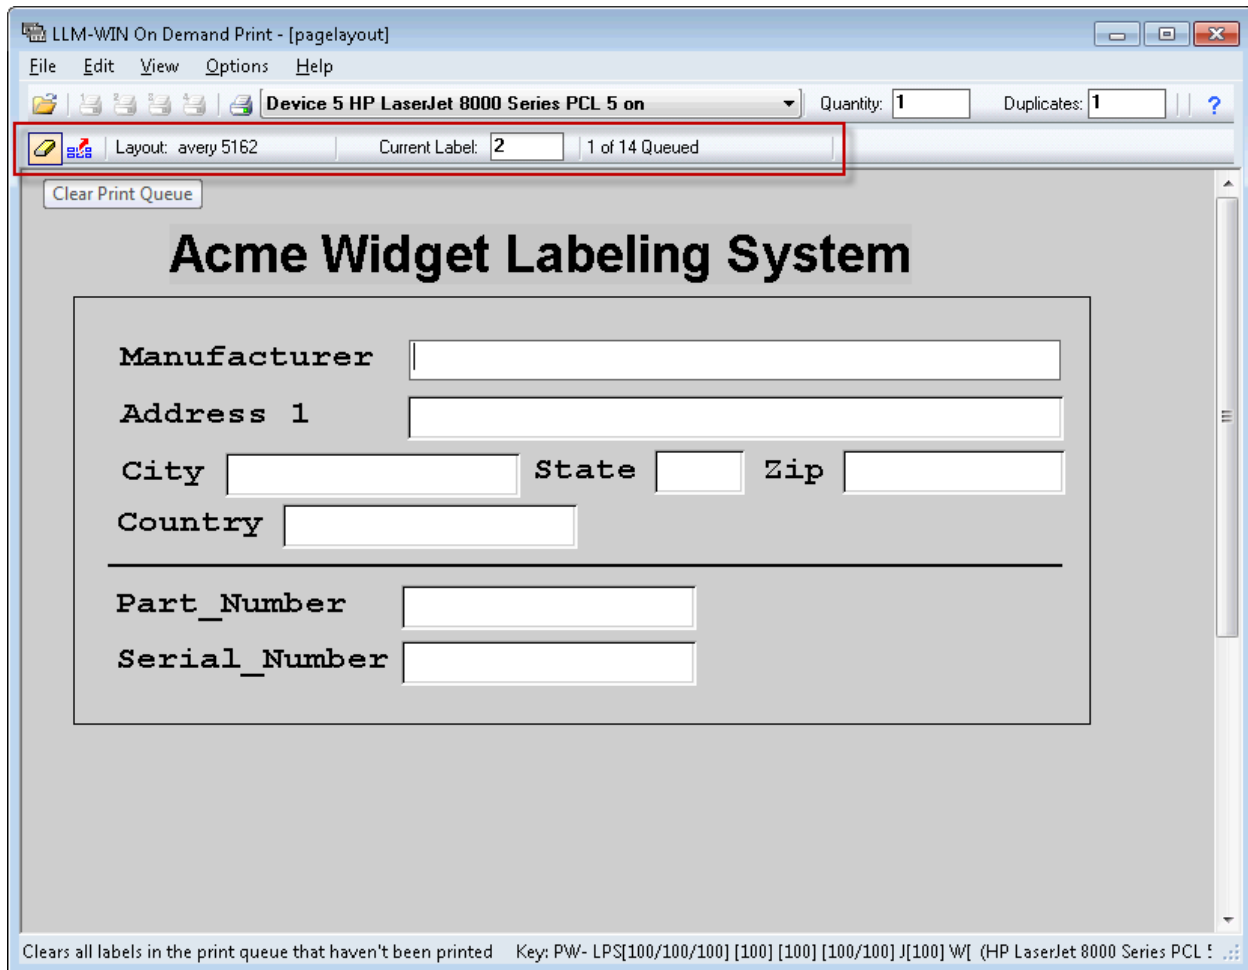 LLM-WIN On Demand Print - [pagelayout]
File Edit View Options Help
Device 5 HP LaserJet 8000 Series PCL 5 on Quantity: 1 Duplicates: 1 ?
Layout: avery 5162 Current Label: 2 1 of 14 Queued
Clear Print Queue
Acme Widget Labeling System
Manufacturer
Address 1
City State Zip
Country
Part_Number
Serial_Number
Clears all labels in the print queue that haven't been printed Key: PW- LPS[100/100/100] [100] [100] [100/100] J[100] W[ (HP LaserJet 8000 Series PCL 5